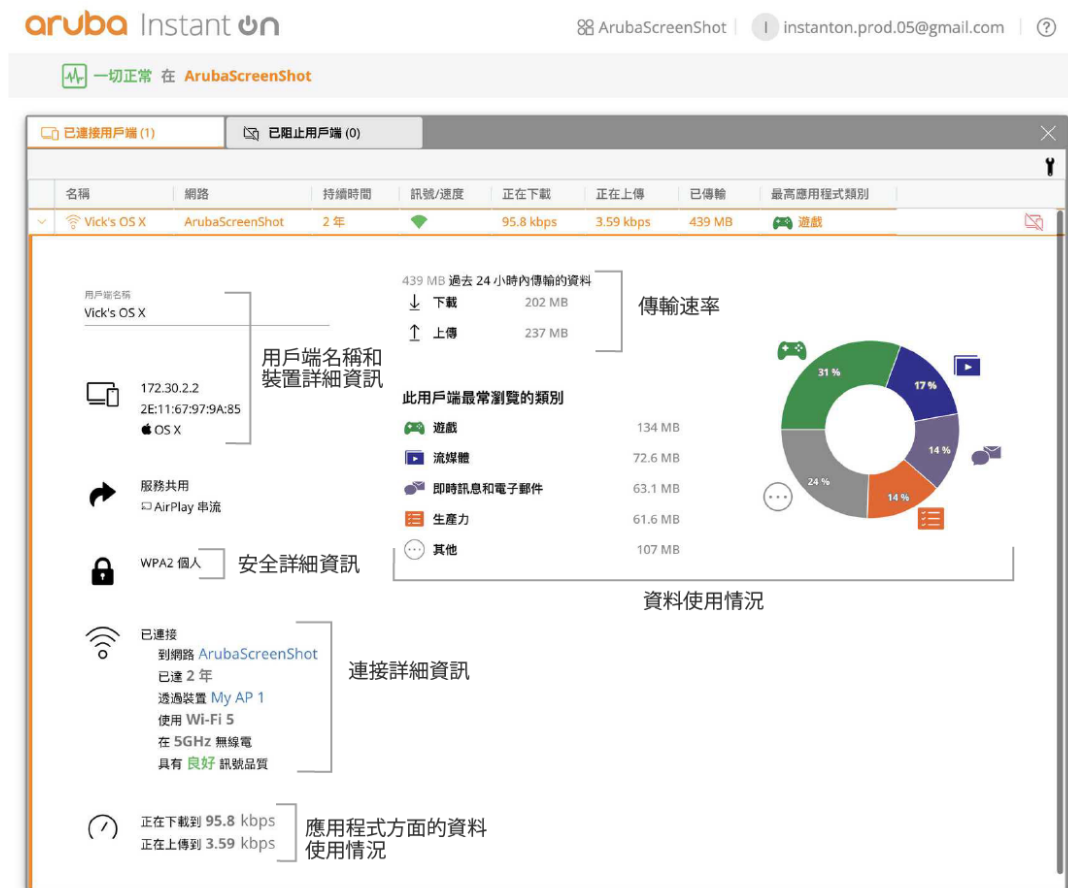 aruba Instant On
ArubaScreenShot
I
instanton.prod.05@gmail.com
?
一切正常 在 ArubaScreenShot
已連接用戶端 (1)
已阻止用戶端 (0)
名稱 網路 持續時間 訊號/速度 正在下載 正在上傳 已傳輸 最高應用程式類別
Vick's OS X ArubaScreenShot 2 年 95.8 kbps 3.59 kbps 439 MB 遊戲
用戶端名稱
Vick's OS X
172.30.2.2
2E:11:67:97:9A:85
OS X
用戶端名稱和
裝置詳細資訊
服務共用
AirPlay 串流
WPA2 個人
安全詳細資訊
已連接
到網路 ArubaScreenShot
已達 2 年
透過裝置 My AP 1
使用 Wi-Fi 5
在 5GHz 無線電
具有 良好 訊號品質
連接詳細資訊
正在下載到 95.8 kbps
正在上傳到 3.59 kbps
應用程式方面的資料
使用情況
439 MB 過去 24 小時內傳輸的資料
下載 202 MB
上傳 237 MB
傳輸速率
此用戶端最常瀏覽的類別
遊戲 134 MB
流媒體 72.6 MB
即時訊息和電子郵件 63.1 MB
生產力 61.6 MB
其他 107 MB
31 %
17 %
14 %
14 %
24 %
資料使用情況